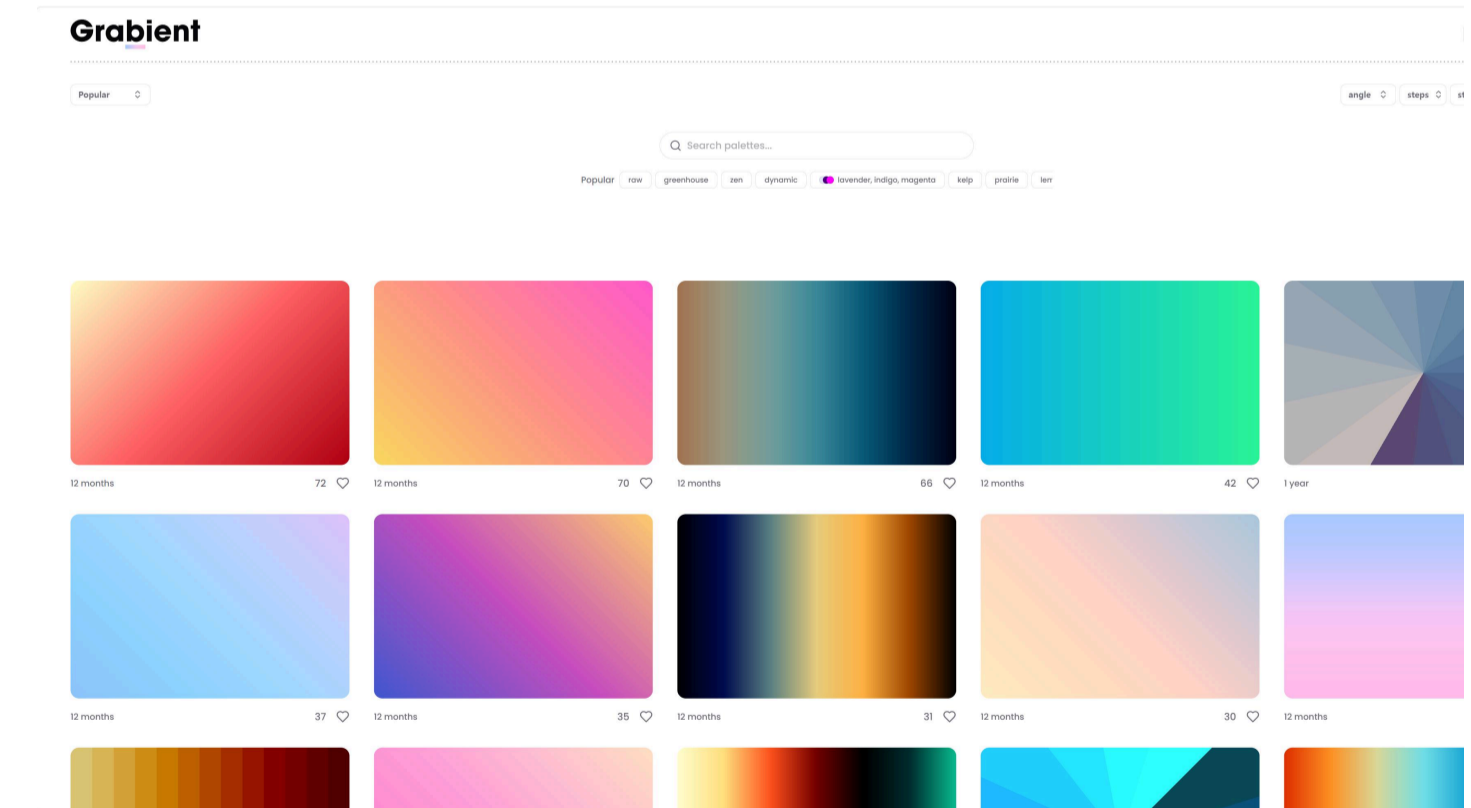 Grabient
Popular angle steps
Search palettes...
Popular raw greenhouse zen dynamic lavender, indigo, magenta kelp prairie
12 months 72 12 months 70 12 months 66 12 months 42 1 year
12 months 37 12 months 35 12 months 31 12 months 30 12 months